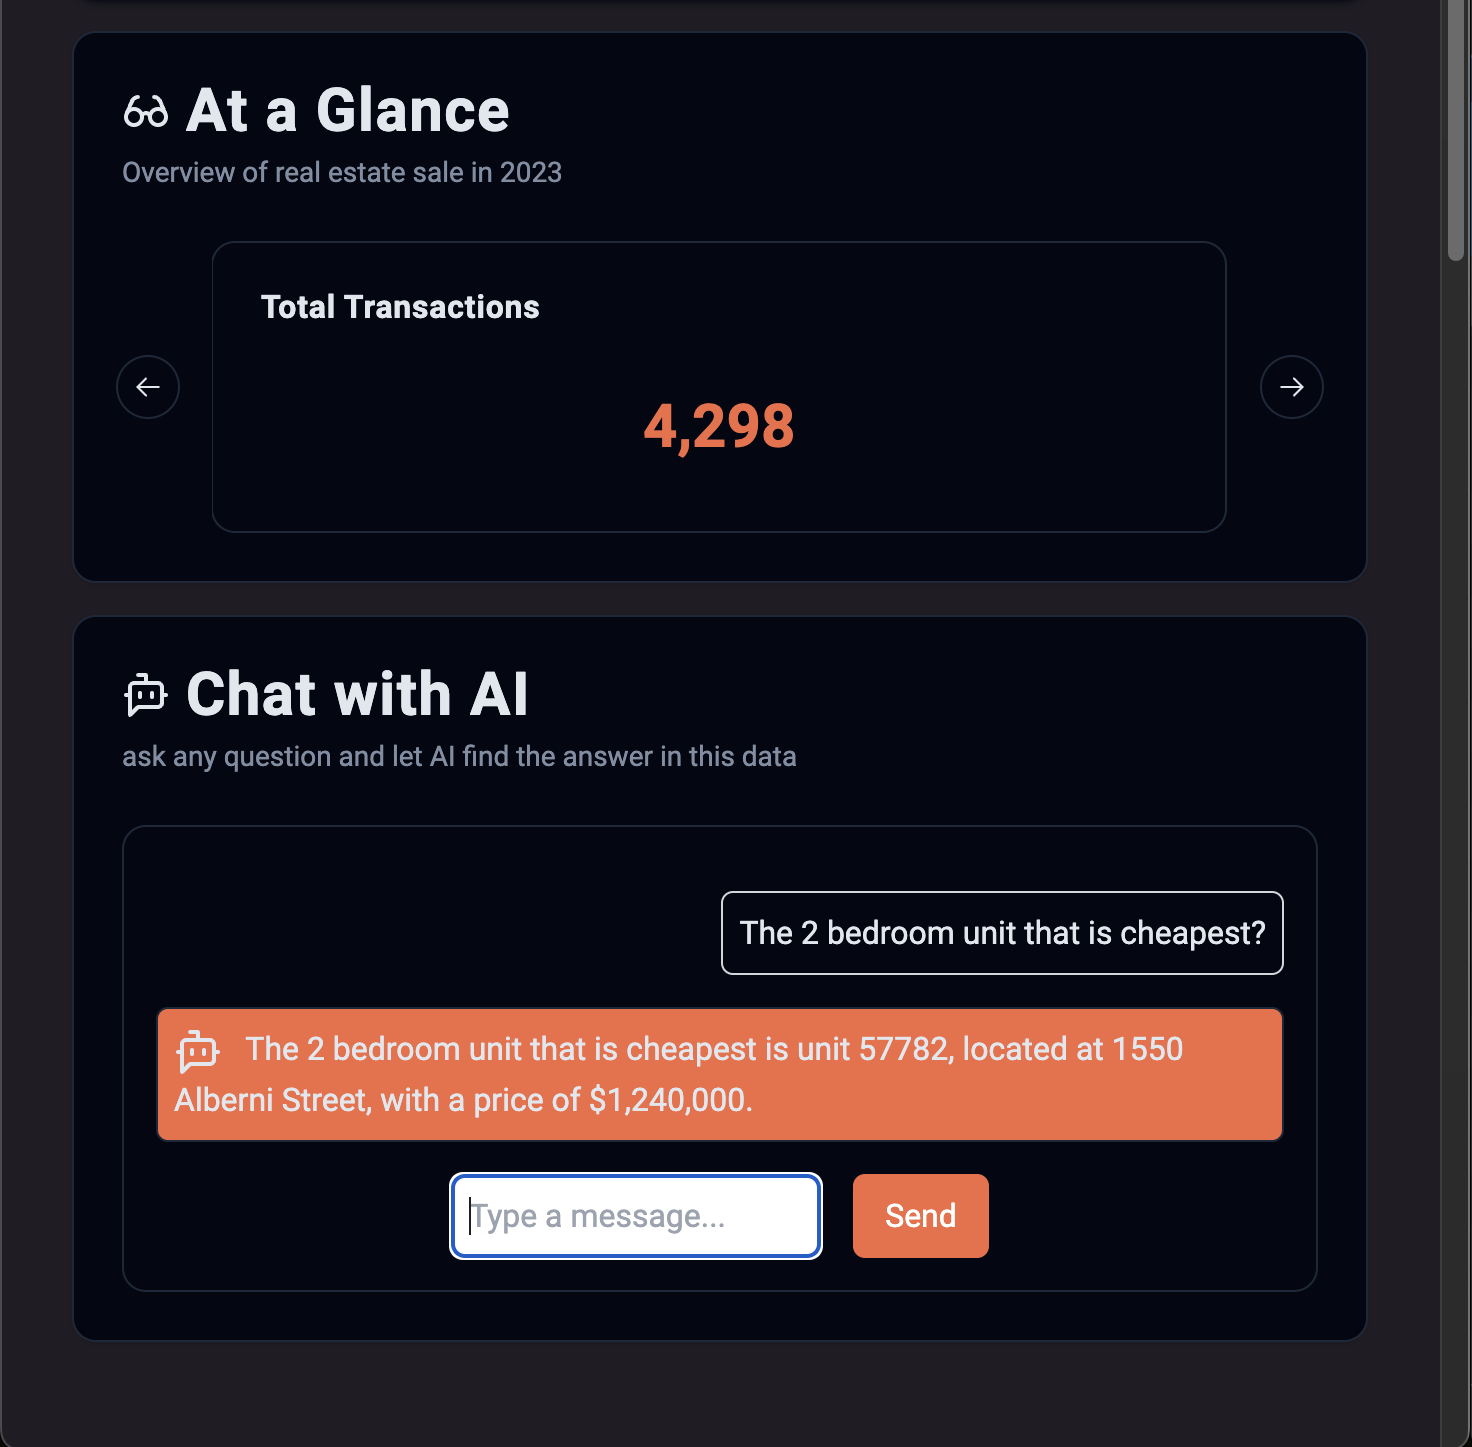 At a Glance
Overview of real estate sale in 2023
Total Transactions
4,298
Chat with AI
ask any question and let AI find the answer in this data
The 2 bedroom unit that is cheapest?
The 2 bedroom unit that is cheapest is unit 57782, located at 1550
Alberni Street, with a price of $1,240,000.
Type a message...
Send